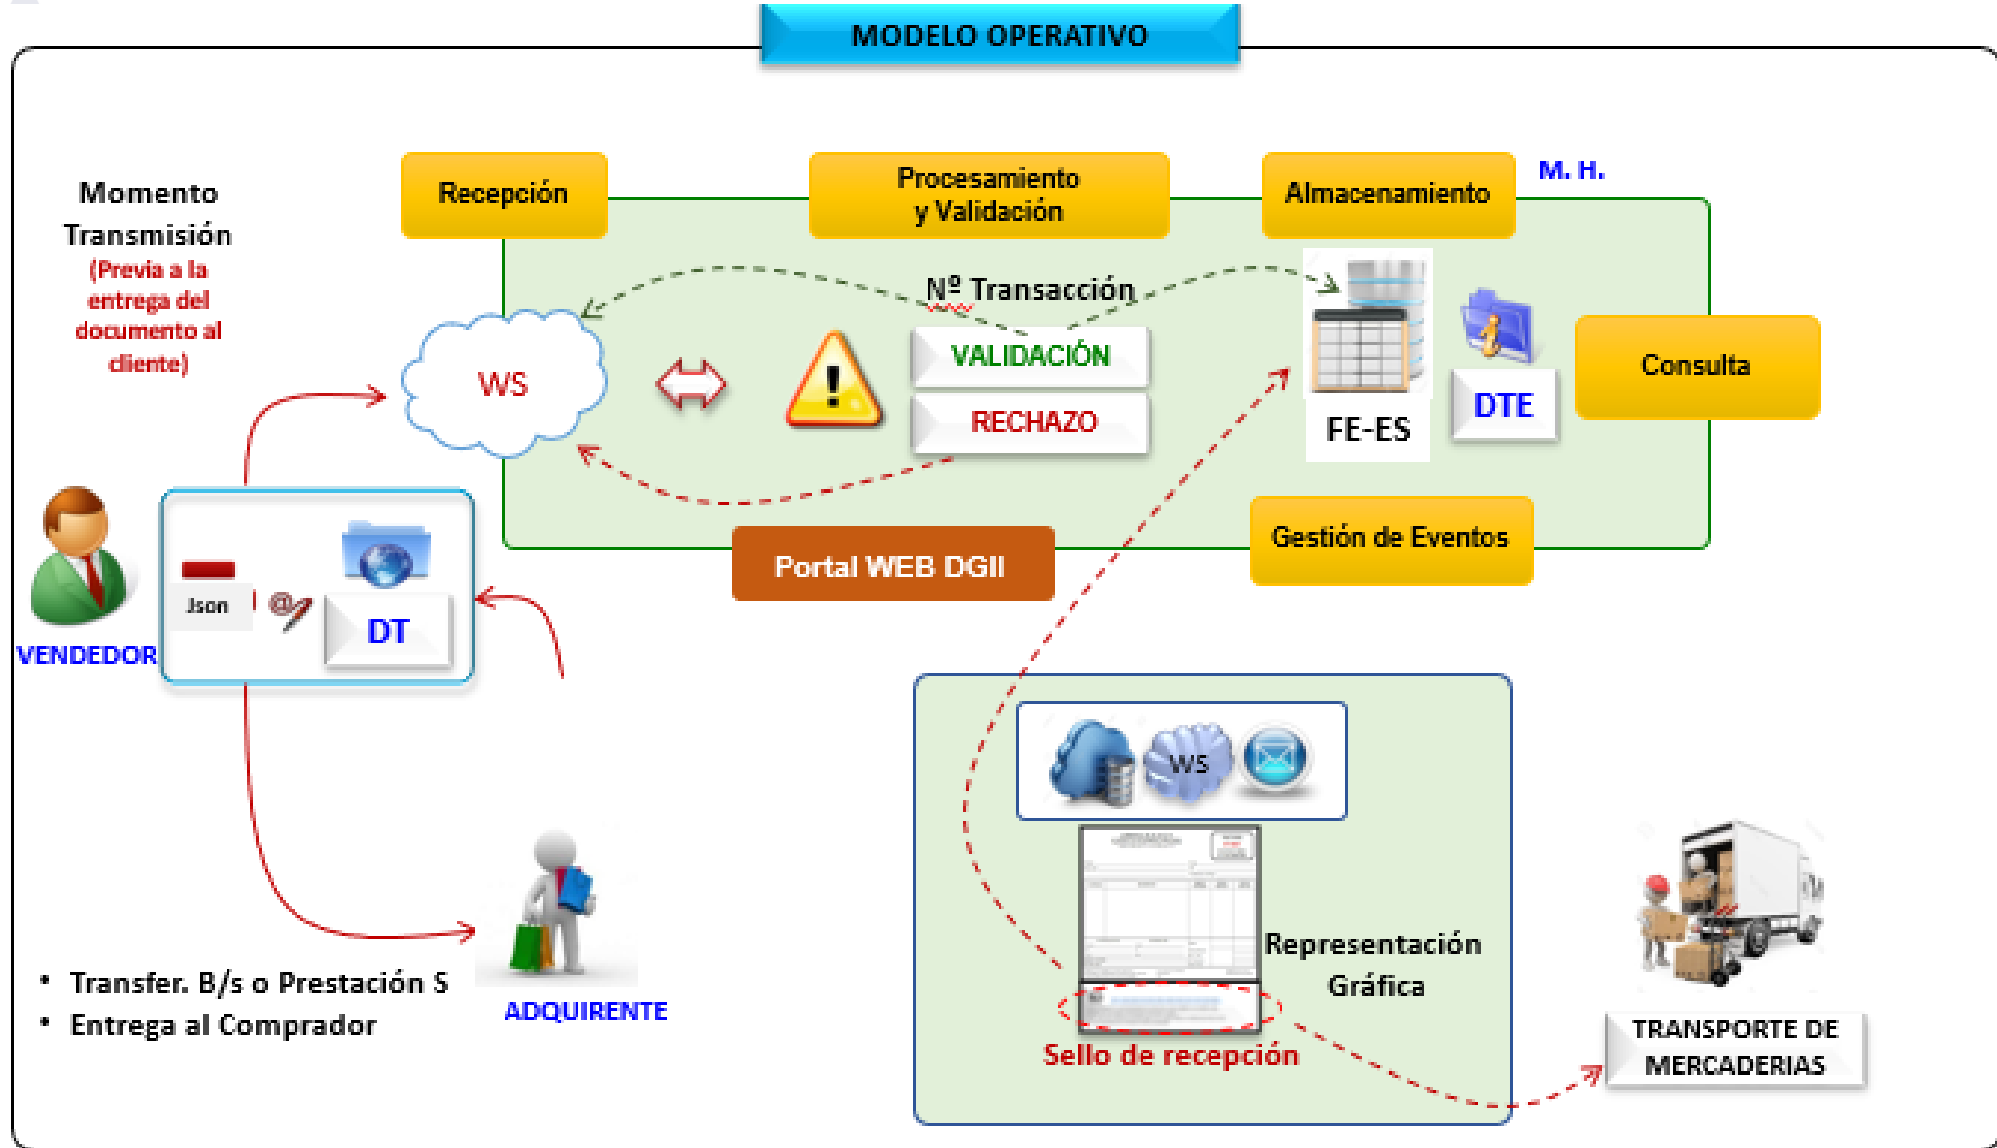 MODELO OPERATIVO
Momento
Transmisión
(Previa a la
entrega del
documento al
cliente)
Recepción
Procesamiento
y Validación
Almacenamiento
M. H.
Nº Transacción
WS
VALIDACIÓN
RECHAZO
FE-ES
DTE
Consulta
Gestión de Eventos
Portal WEB DGII
VENDEDOR
Json
@
DT
WS
Representación
Gráfica
Sello de recepción
ADQUIRENTE
• Transfer. B/s o Prestación S
• Entrega al Comprador
TRANSPORTE DE
MERCADERIAS